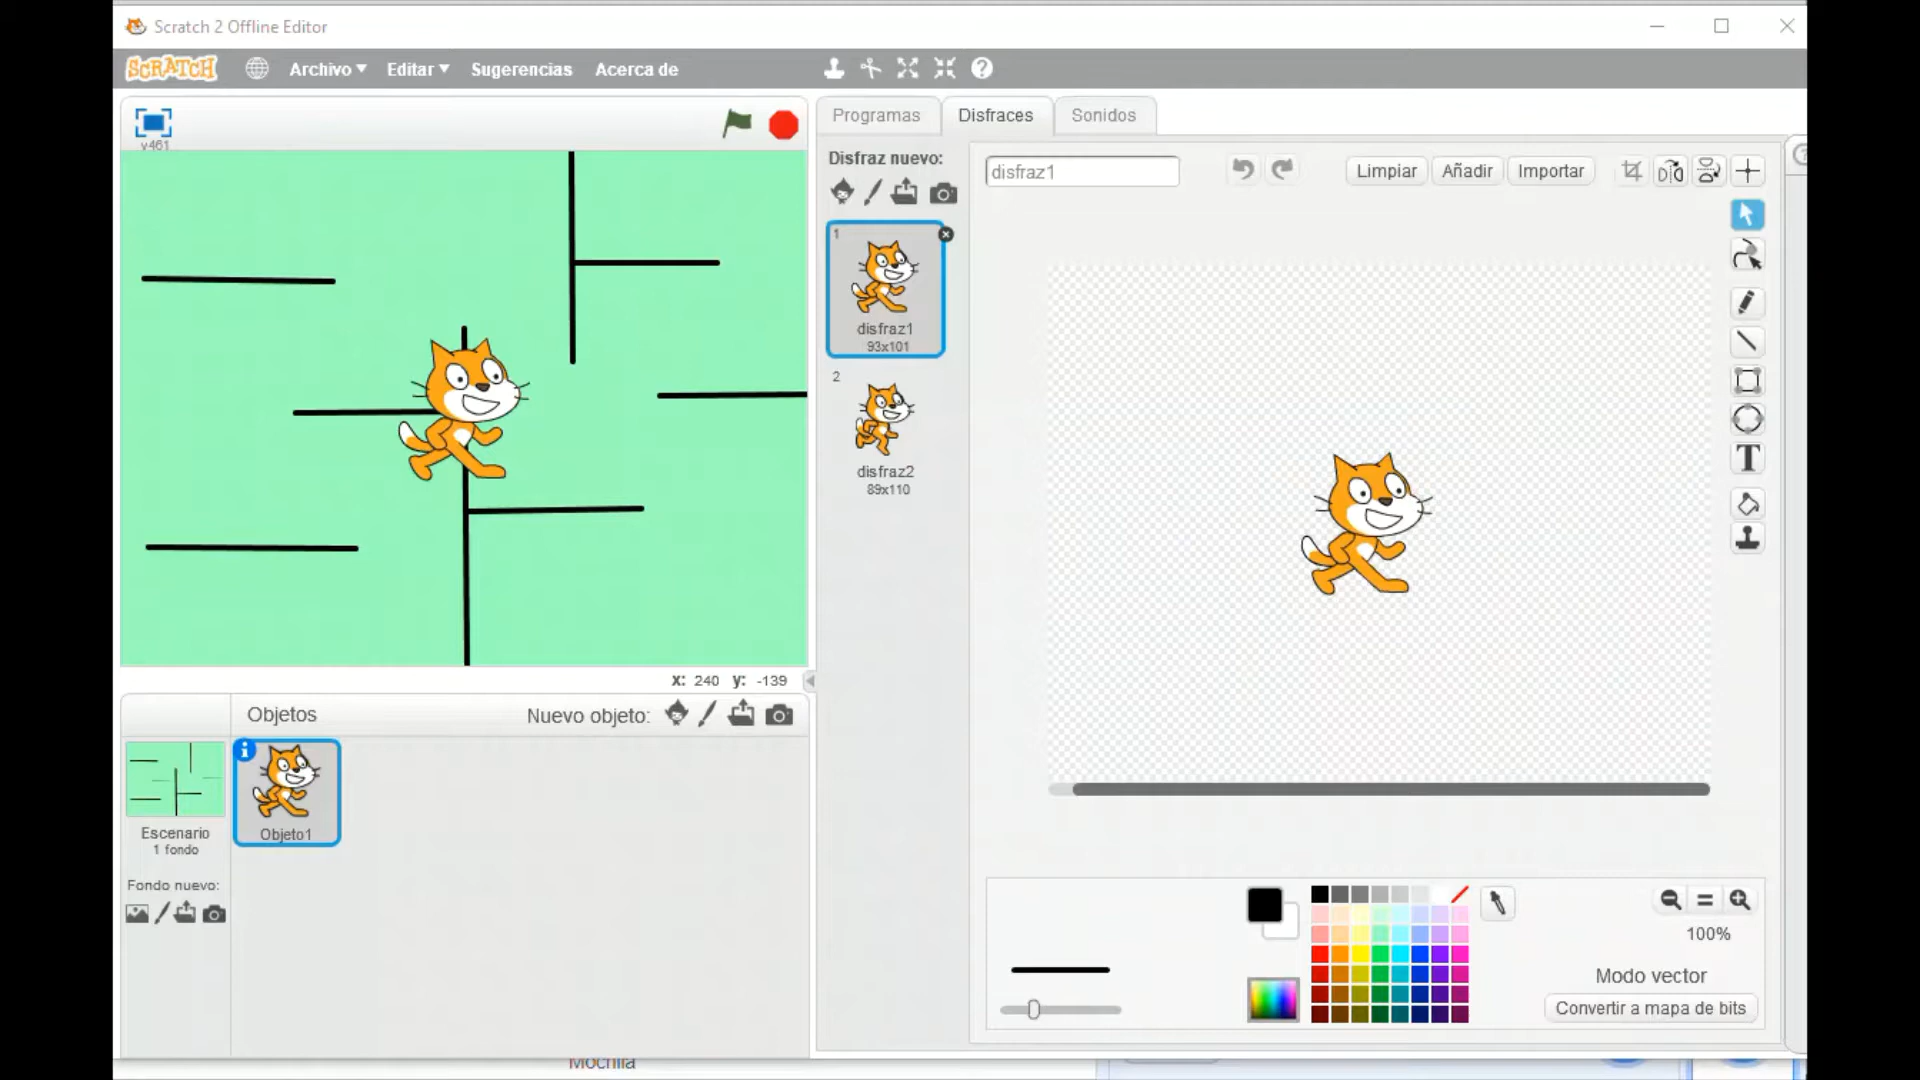 Scratch 2 Offline Editor
SCRATCH Archivo Editar Sugerencias Acerca de
v461
Programas Disfraces Sonidos
Disfraz nuevo:
disfraz1 Limpiar Añadir Importar
1
disfraz1
93x101
2
disfraz2
89x110
T
x: 240 y: -139
Objetos Nuevo objeto:
Objeto1
Escenario
1 fondo
Fondo nuevo:
100%
Modo vector
Convertir a mapa de bits
Mochila